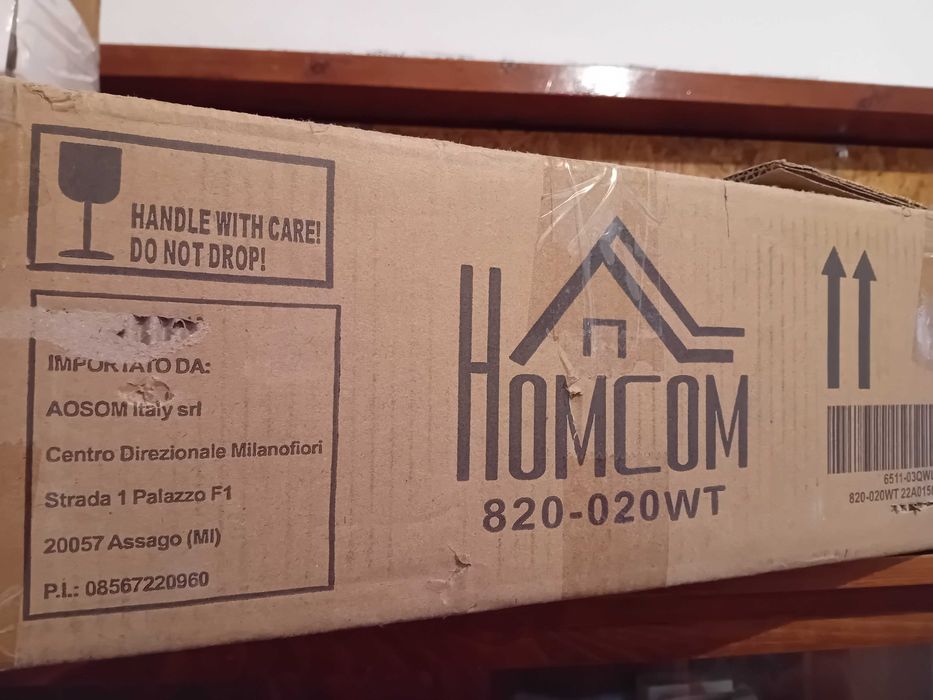 HANDLE WITH CARE!
DO NOT DROP!
IMPORTATO DA:
AOSOM Italy srl
Centro Direzionale Milanofiori
Strada 1 Palazzo F1
20057 Assago (MI)
P.I.: 08567220960
HOMCOM
820-020WT